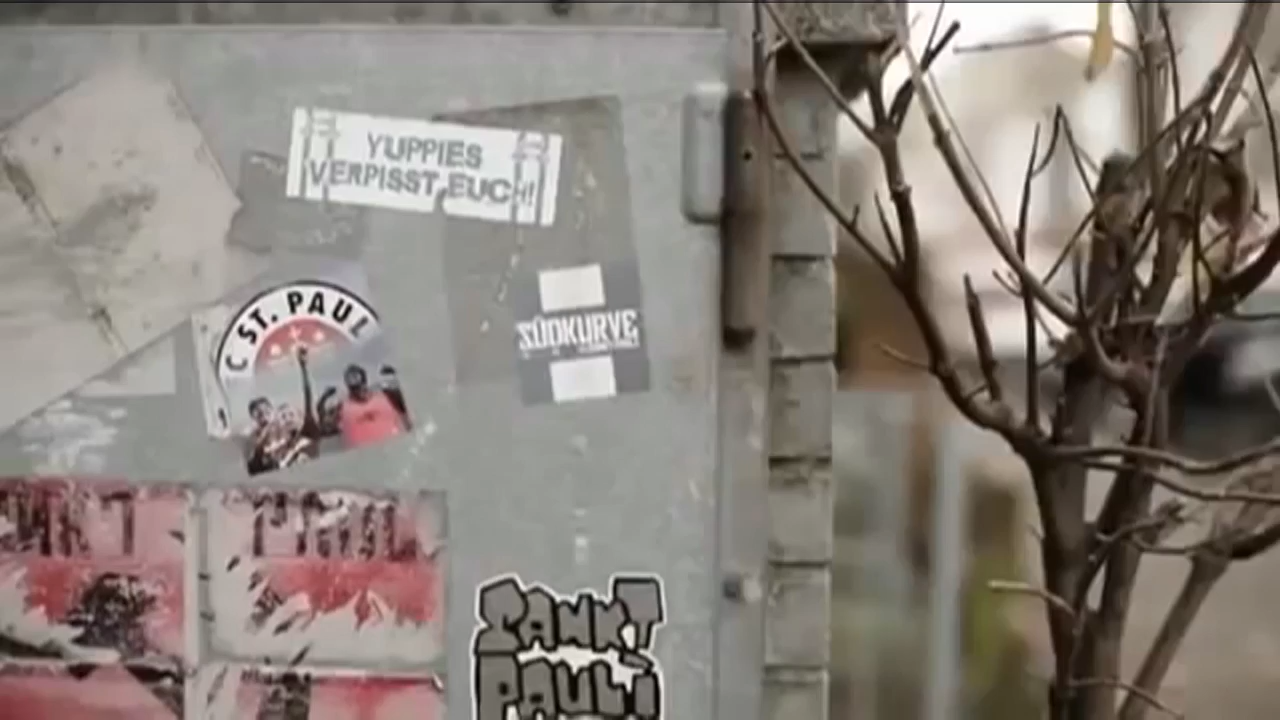 YUPPIES
VERPISST EUCH!
C ST. PAUL
SÜDKURVE
SANKT
PAULI